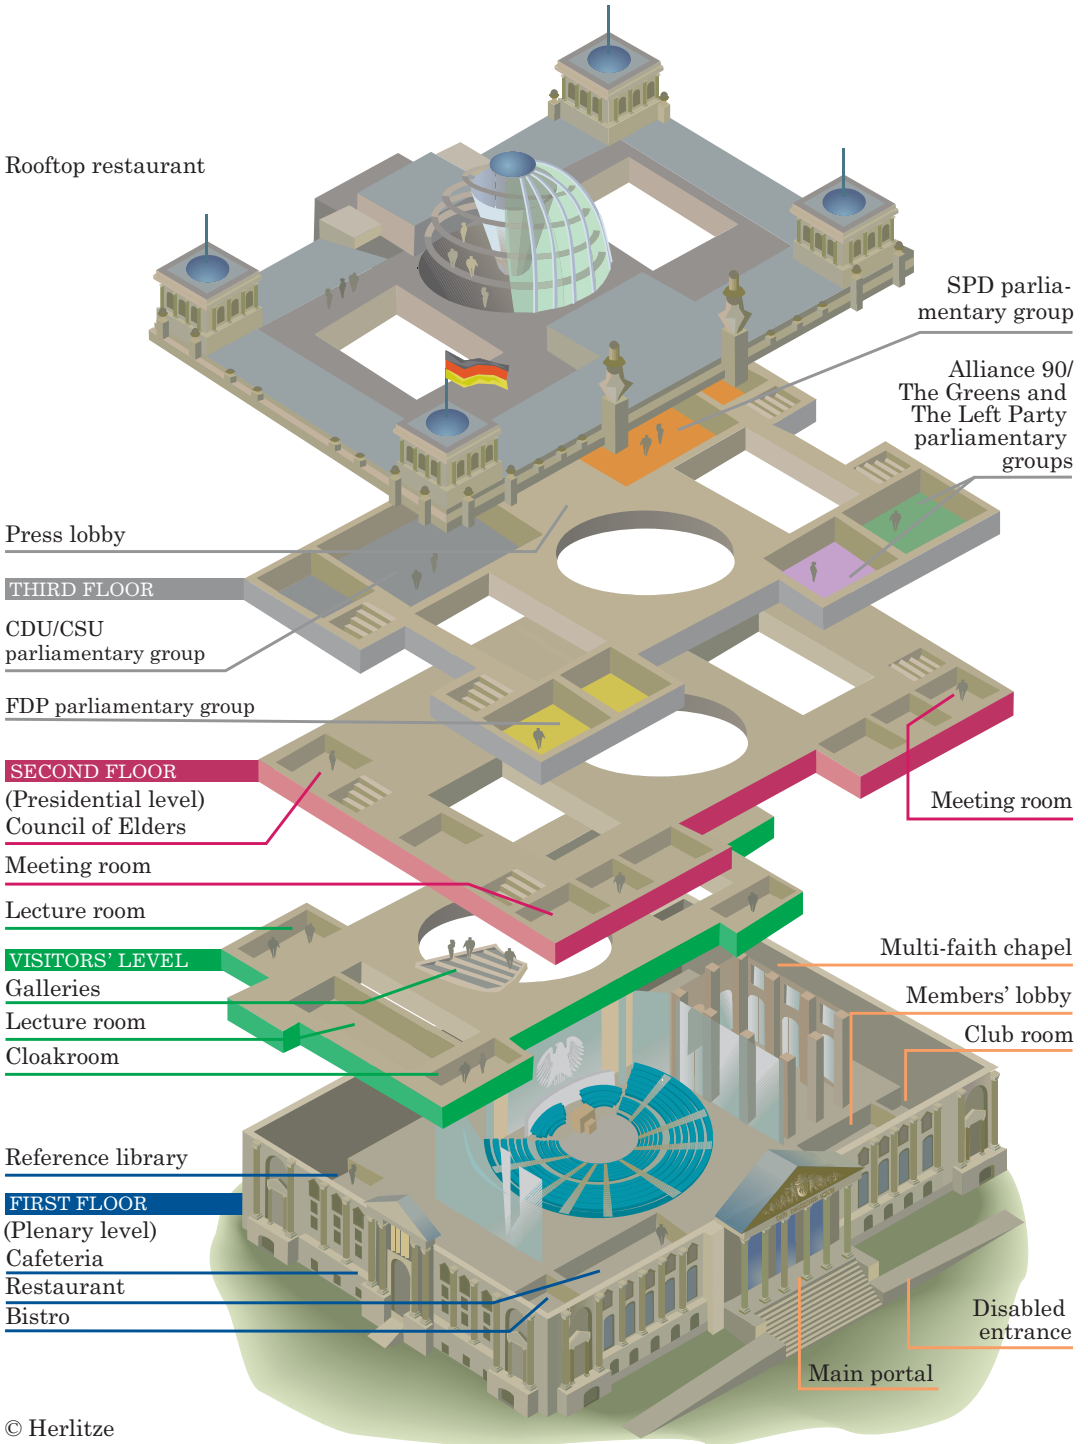 Rooftop restaurant
SPD parlia-
mentary group
Alliance 90/
The Greens and
The Left Party
parliamentary
groups
Press lobby
THIRD FLOOR
CDU/CSU
parliamentary group
FDP parliamentary group
SECOND FLOOR
(Presidential level)
Council of Elders
Meeting room
Meeting room
Lecture room
VISITORS’ LEVEL
Galleries
Lecture room
Cloakroom
Multi-faith chapel
Members’ lobby
Club room
Reference library
FIRST FLOOR
(Plenary level)
Cafeteria
Restaurant
Bistro
Disabled
entrance
Main portal
© Herlitze